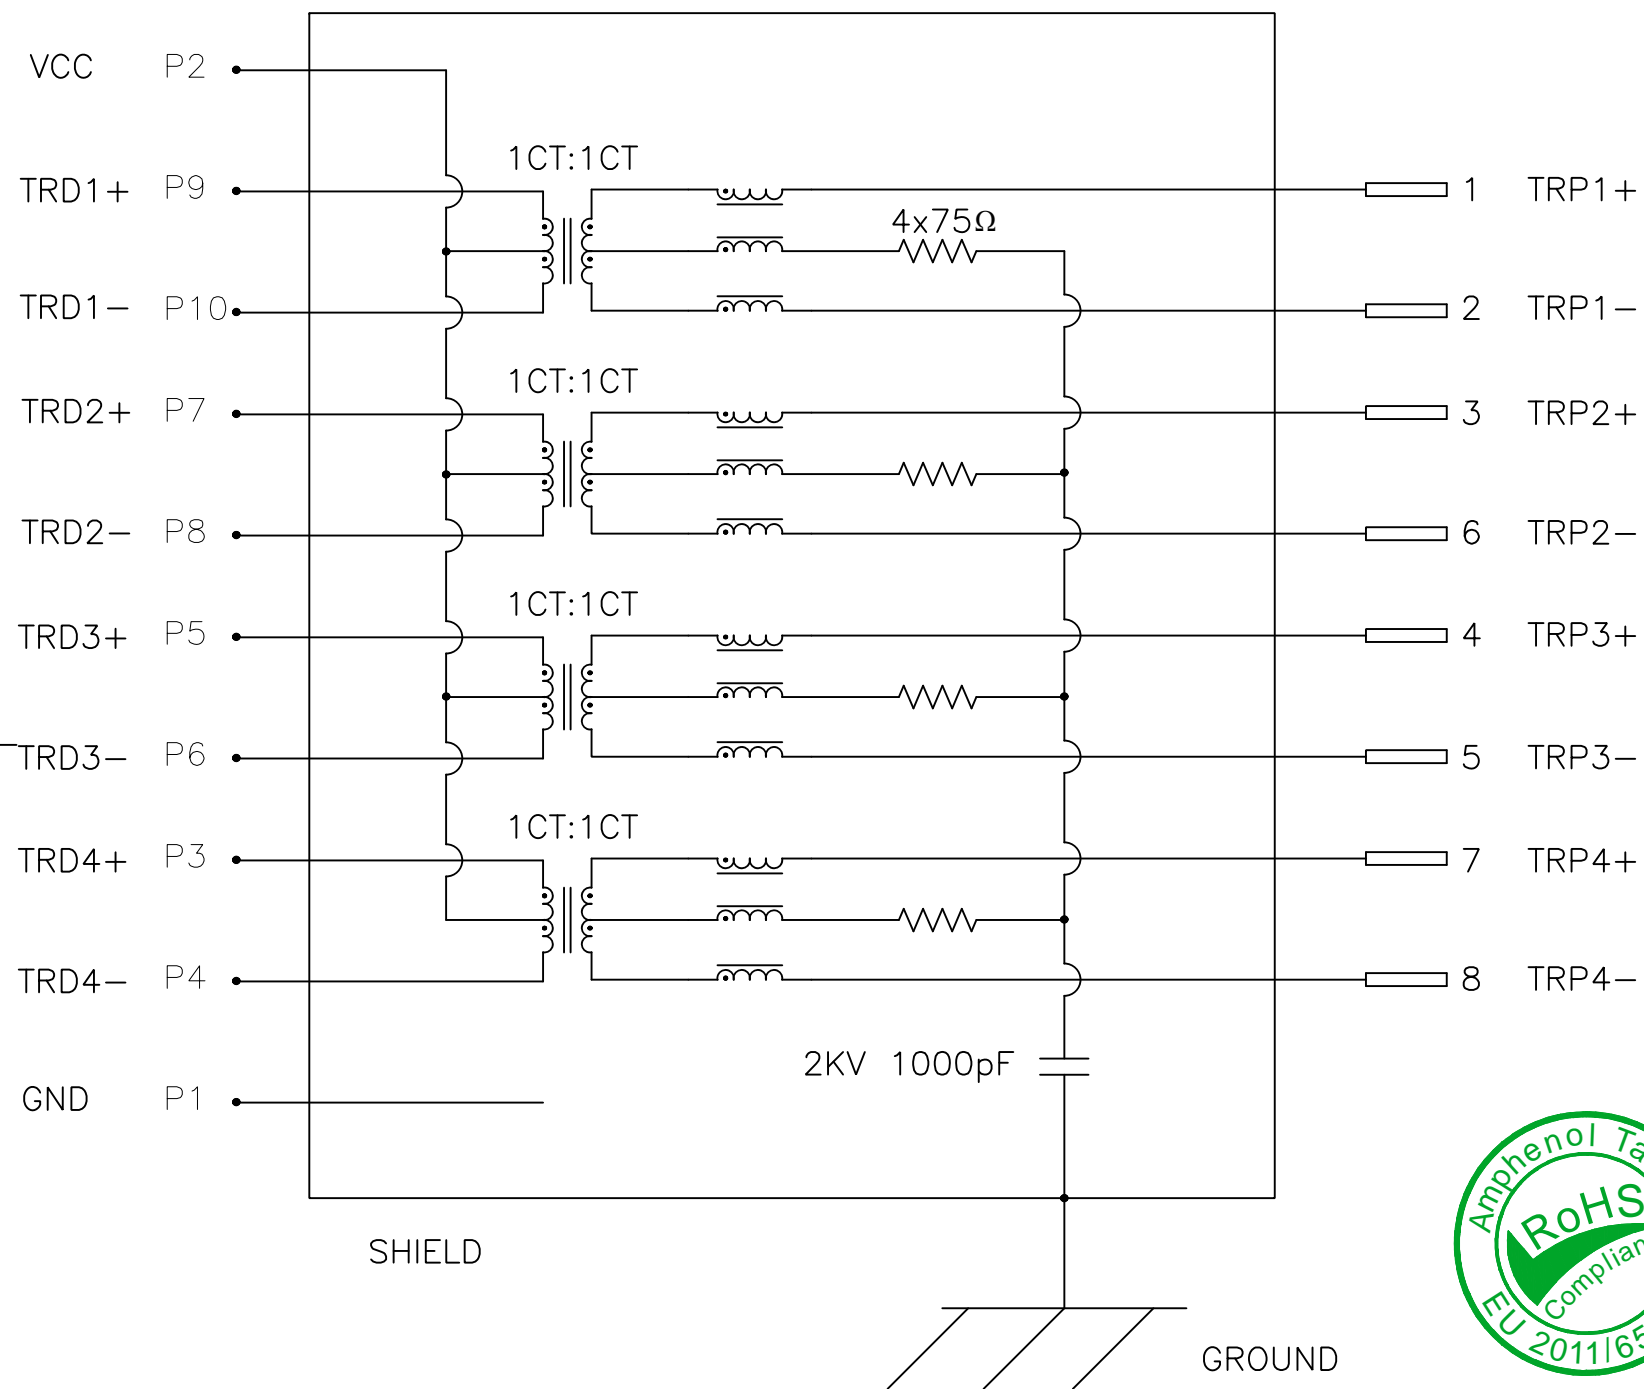 VCC P2
1CT:1CT
TRD1+ P9 1 TRP1+
4x75Ω
TRD1− P10 2 TRP1−
1CT:1CT
TRD2+ P7 3 TRP2+
TRD2− P8 6 TRP2−
1CT:1CT
TRD3+ P5 4 TRP3+
TRD3− P6 5 TRP3−
1CT:1CT
TRD4+ P3 7 TRP4+
TRD4− P4 8 TRP4−
2KV 1000pF
GND P1
SHIELD
GROUND
Amphenol
RoHS
EU 2011/65